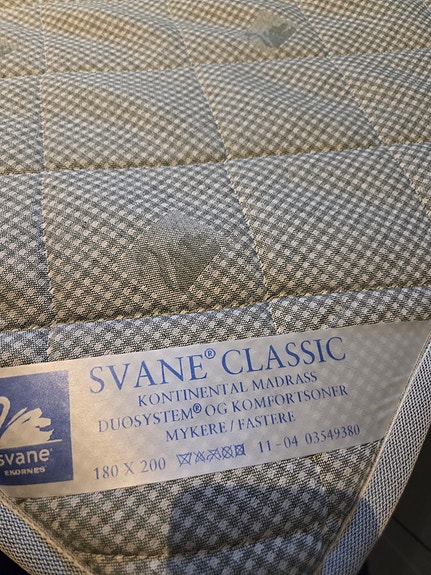 SVANE® CLASSIC
KONTINENTAL MADRASS
DUOSYSTEM® OG KOMFORTSONER
MYKERE / FASTERE
180 X 200 11-04 03549380
svane®
EKORNES